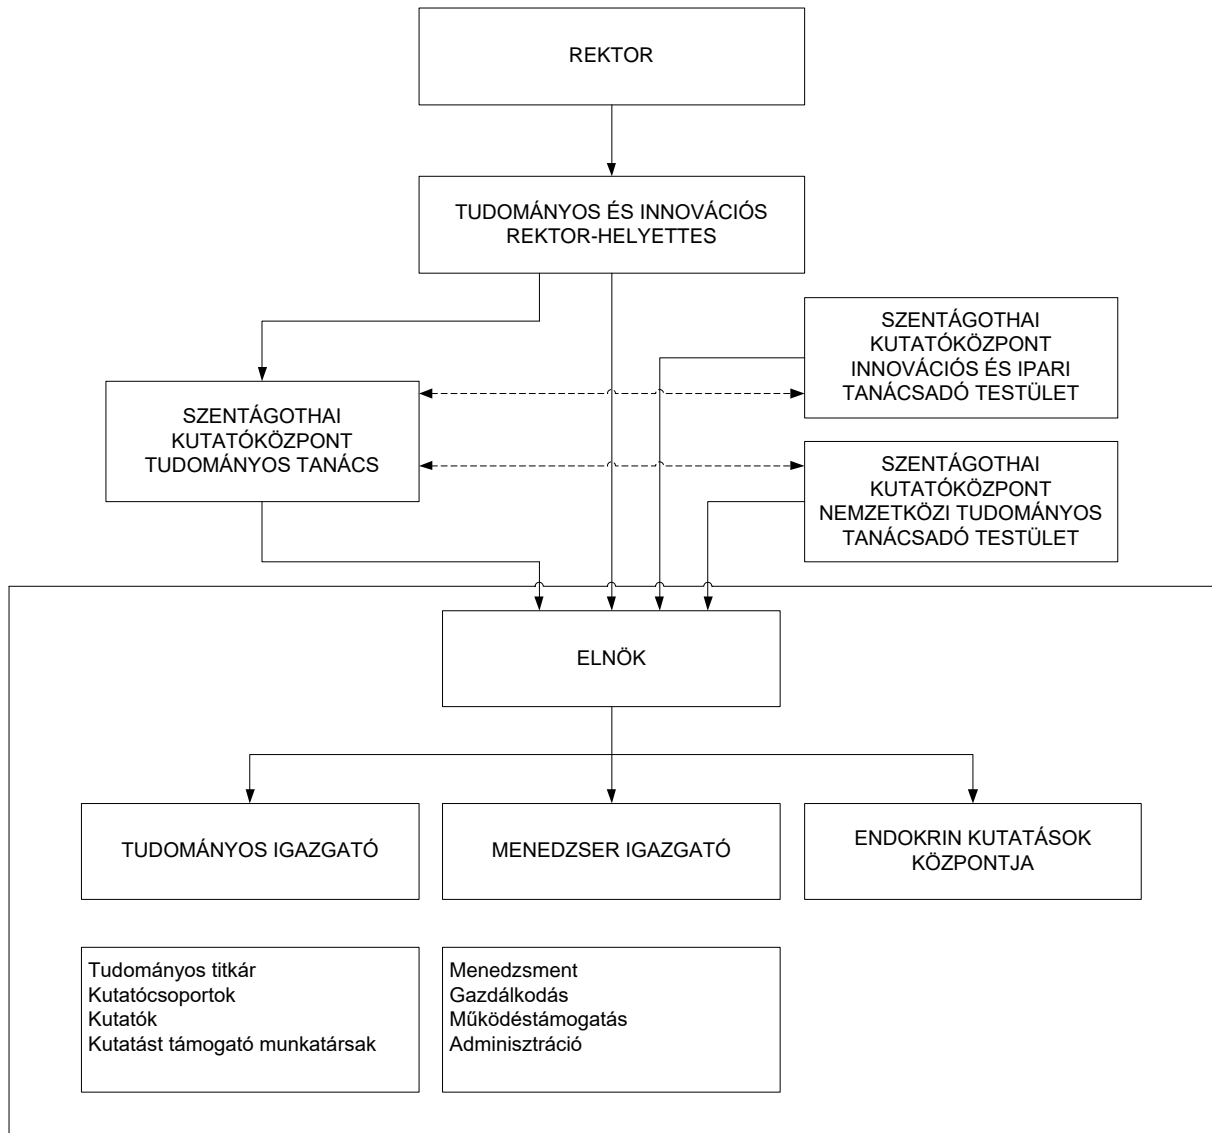 REKTOR
TUDOMÁNYOS ÉS INNOVÁCIÓS
REKTOR-HELYETTES
SZENTÁGOTHAI
KUTATÓKÖZPONT
INNOVÁCIÓS ÉS IPARI
TANÁCSADÓ TESTÜLET
SZENTÁGOTHAI
KUTATÓKÖZPONT
TUDOMÁNYOS TANÁCS
SZENTÁGOTHAI
KUTATÓKÖZPONT
NEMZETKÖZI TUDOMÁNYOS
TANÁCSADÓ TESTÜLET
ELNÖK
TUDOMÁNYOS IGAZGATÓ
MENEDZSER IGAZGATÓ
ENDOKRIN KUTATÁSOK
KÖZPONTJA
Tudományos titkár
Kutatócsoportok
Kutatók
Kutatást támogató munkatársak
Menedzsment
Gazdálkodás
Működéstámogatás
Adminisztráció